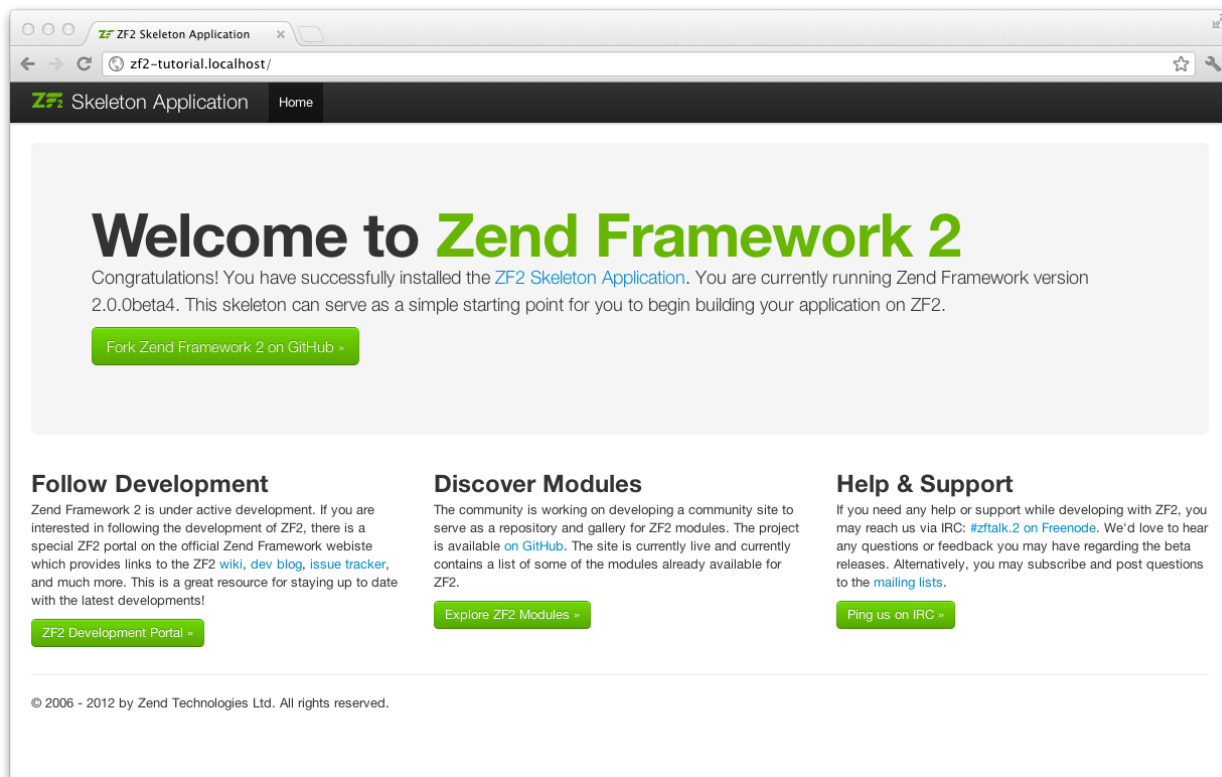 ZF2 Skeleton Application
zf2-tutorial.localhost/
ZF2 Skeleton Application Home
Welcome to Zend Framework 2
Congratulations! You have successfully installed the ZF2 Skeleton Application. You are currently running Zend Framework version
2.0.0beta4. This skeleton can serve as a simple starting point for you to begin building your application on ZF2.
Fork Zend Framework 2 on GitHub »
Follow Development
Zend Framework 2 is under active development. If you are
interested in following the development of ZF2, there is a
special ZF2 portal on the official Zend Framework webiste
which provides links to the ZF2 wiki, dev blog, issue tracker,
and much more. This is a great resource for staying up to date
with the latest developments!
ZF2 Development Portal »
Discover Modules
The community is working on developing a community site to
serve as a repository and gallery for ZF2 modules. The project
is available on GitHub. The site is currently live and currently
contains a list of some of the modules already available for
ZF2.
Explore ZF2 Modules »
Help & Support
If you need any help or support while developing with ZF2, you
may reach us via IRC: #zftalk.2 on Freenode. We'd love to hear
any questions or feedback you may have regarding the beta
releases. Alternatively, you may subscribe and post questions
to the mailing lists.
Ping us on IRC »
© 2006 - 2012 by Zend Technologies Ltd. All rights reserved.